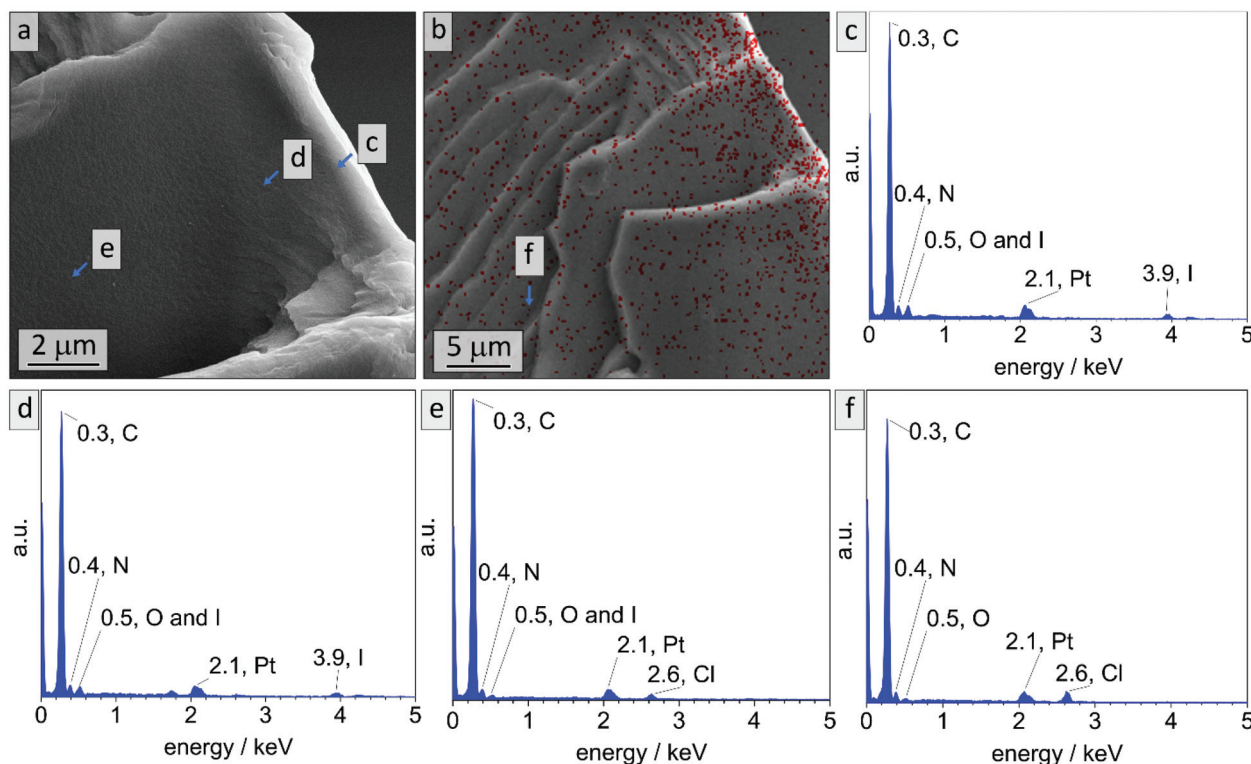 a
d
c
e
2 µm
b
f
5 µm
c
0.3, C
0.4, N
0.5, O and I
2.1, Pt
3.9, I
a.u.
0 1 2 3 4 5
energy / keV
d
0.3, C
0.4, N
0.5, O and I
2.1, Pt
3.9, I
a.u.
0 1 2 3 4 5
energy / keV
e
0.3, C
0.4, N
0.5, O and I
2.1, Pt
2.6, Cl
a.u.
0 1 2 3 4 5
energy / keV
f
0.3, C
0.4, N
0.5, O
2.1, Pt
2.6, Cl
a.u.
0 1 2 3 4 5
energy / keV